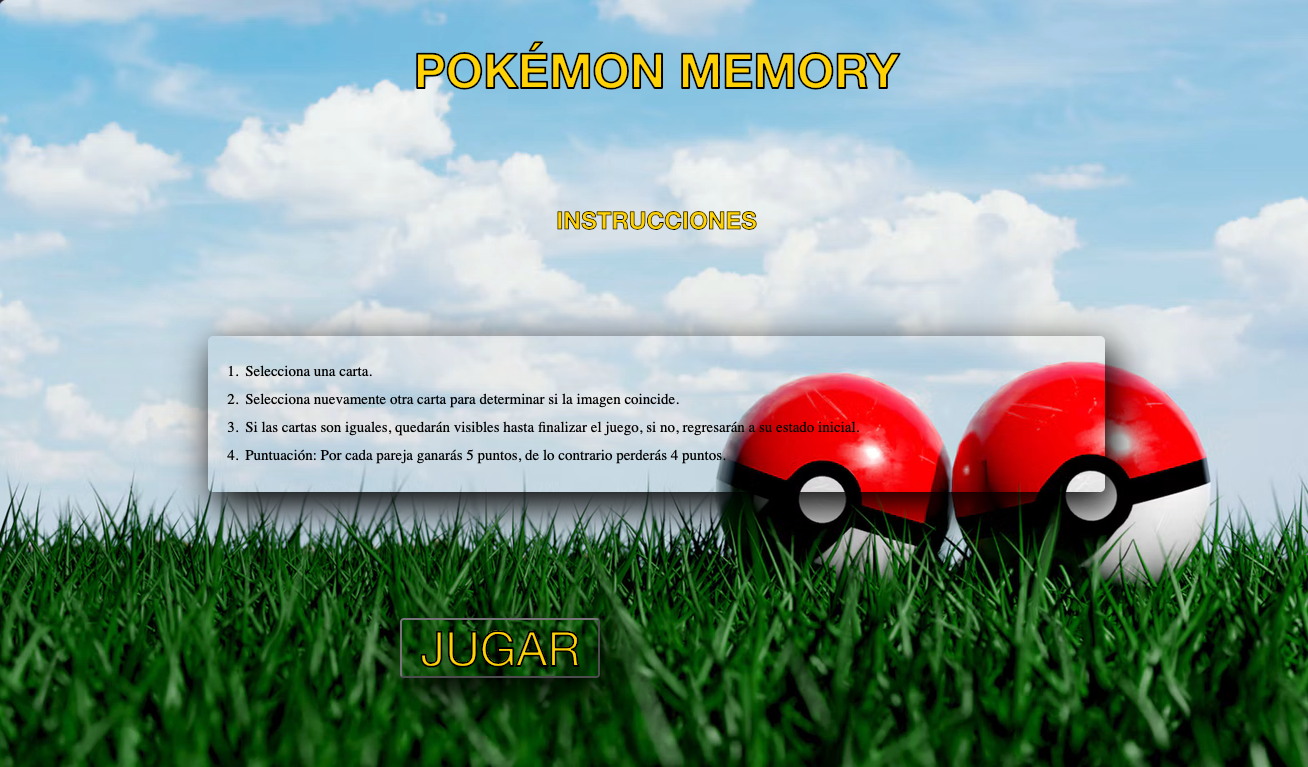 POKÉMON MEMORY
INSTRUCCIONES
1. Selecciona una carta.
2. Selecciona nuevamente otra carta para determinar si la imagen coincide.
3. Si las cartas son iguales, quedarán visibles hasta finalizar el juego, si no, regresarán a su estado inicial.
4. Puntuación: Por cada pareja ganarás 5 puntos, de lo contrario perderás 4 puntos.
JUGAR